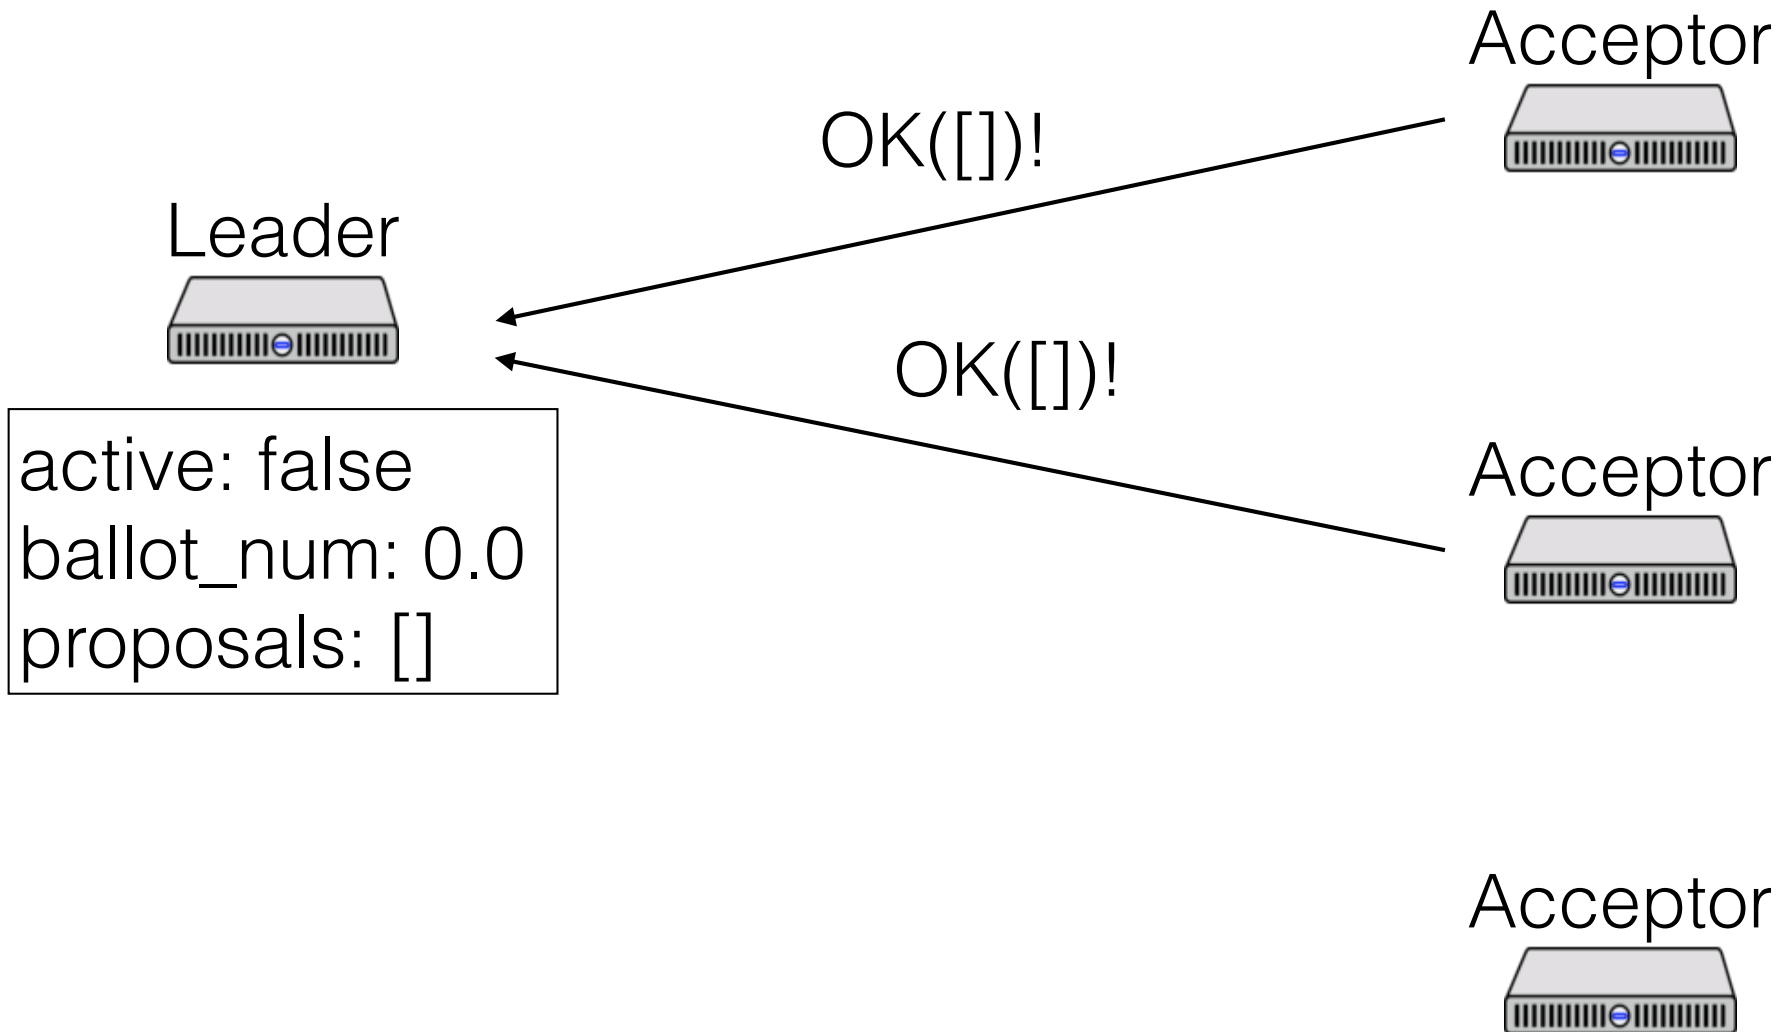 Acceptor
OK([])!
Leader
OK([])!
active: false
ballot_num: 0.0
proposals: []
Acceptor
Acceptor